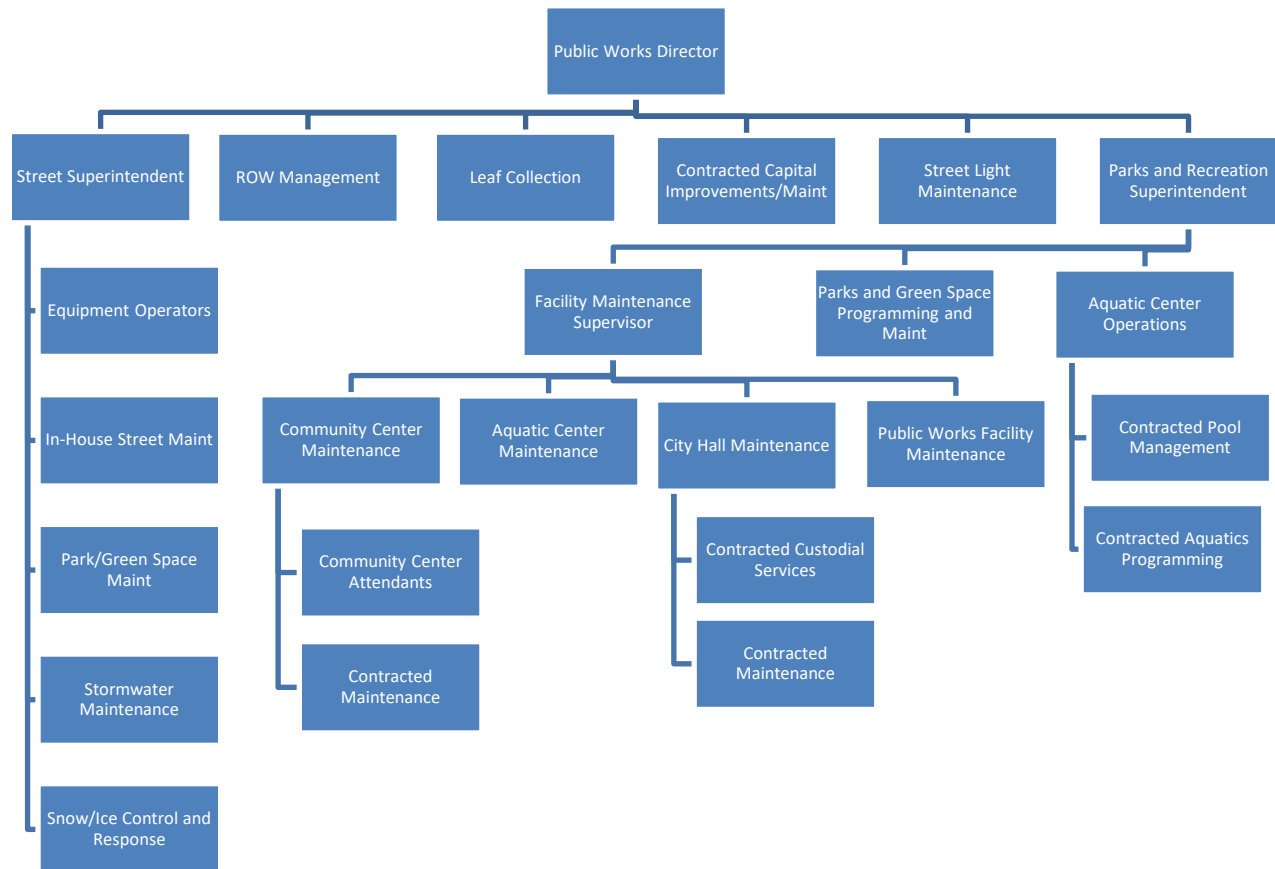 Public Works Director
Street Superintendent
ROW Management
Leaf Collection
Contracted Capital
Improvements/Maint
Street Light
Maintenance
Parks and Recreation
Superintendent
Equipment Operators
In-House Street Maint
Park/Green Space
Maint
Stormwater
Maintenance
Snow/Ice Control and
Response
Facility Maintenance
Supervisor
Parks and Green Space
Programming and
Maint
Aquatic Center
Operations
Community Center
Maintenance
Aquatic Center
Maintenance
City Hall Maintenance
Public Works Facility
Maintenance
Community Center
Attendants
Contracted
Maintenance
Contracted Custodial
Services
Contracted
Maintenance
Contracted Pool
Management
Contracted Aquatics
Programming